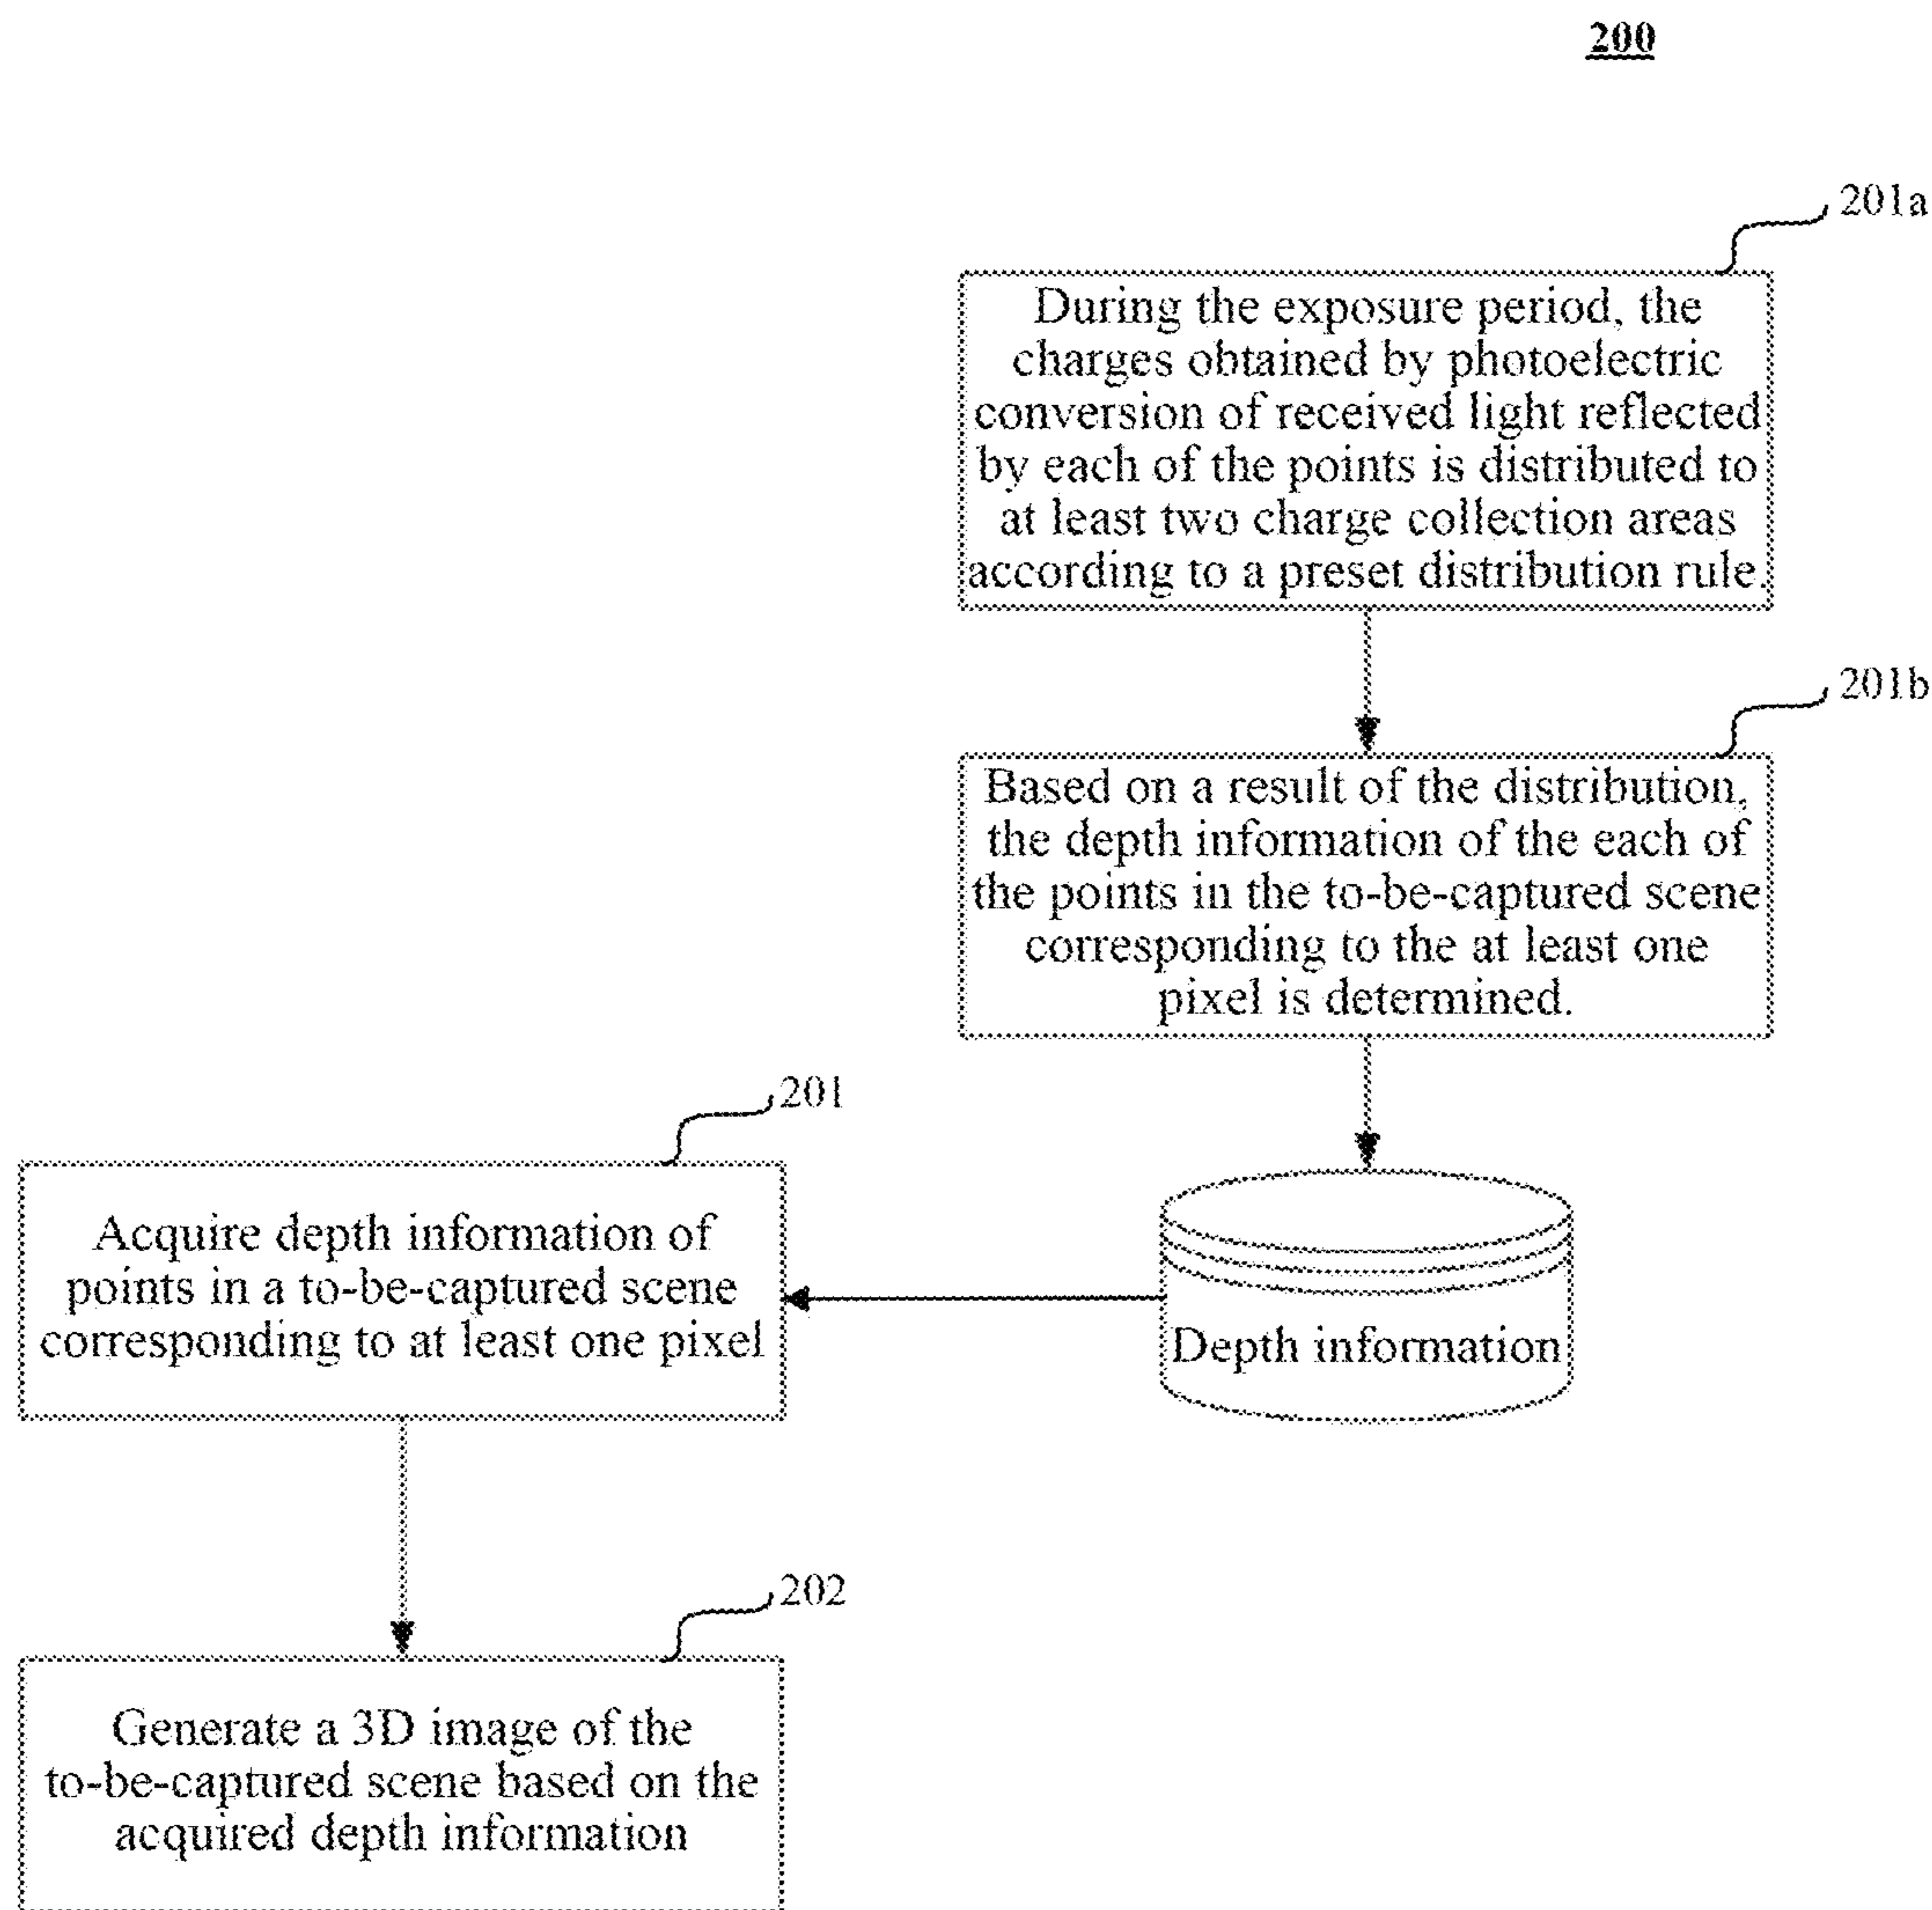 200
201a
During the exposure period, the
charges obtained by photoelectric
conversion of received light reflected
by each of the points is distributed to
at least two charge collection areas
according to a preset distribution rule.
201b
Based on a result of the distribution,
the depth information of the each of
the points in the to-be-captured scene
corresponding to the at least one
pixel is determined.
201
Acquire depth information of
points in a to-be-captured scene
corresponding to at least one pixel
Depth information
202
Generate a 3D image of the
to-be-captured scene based on the
acquired depth information